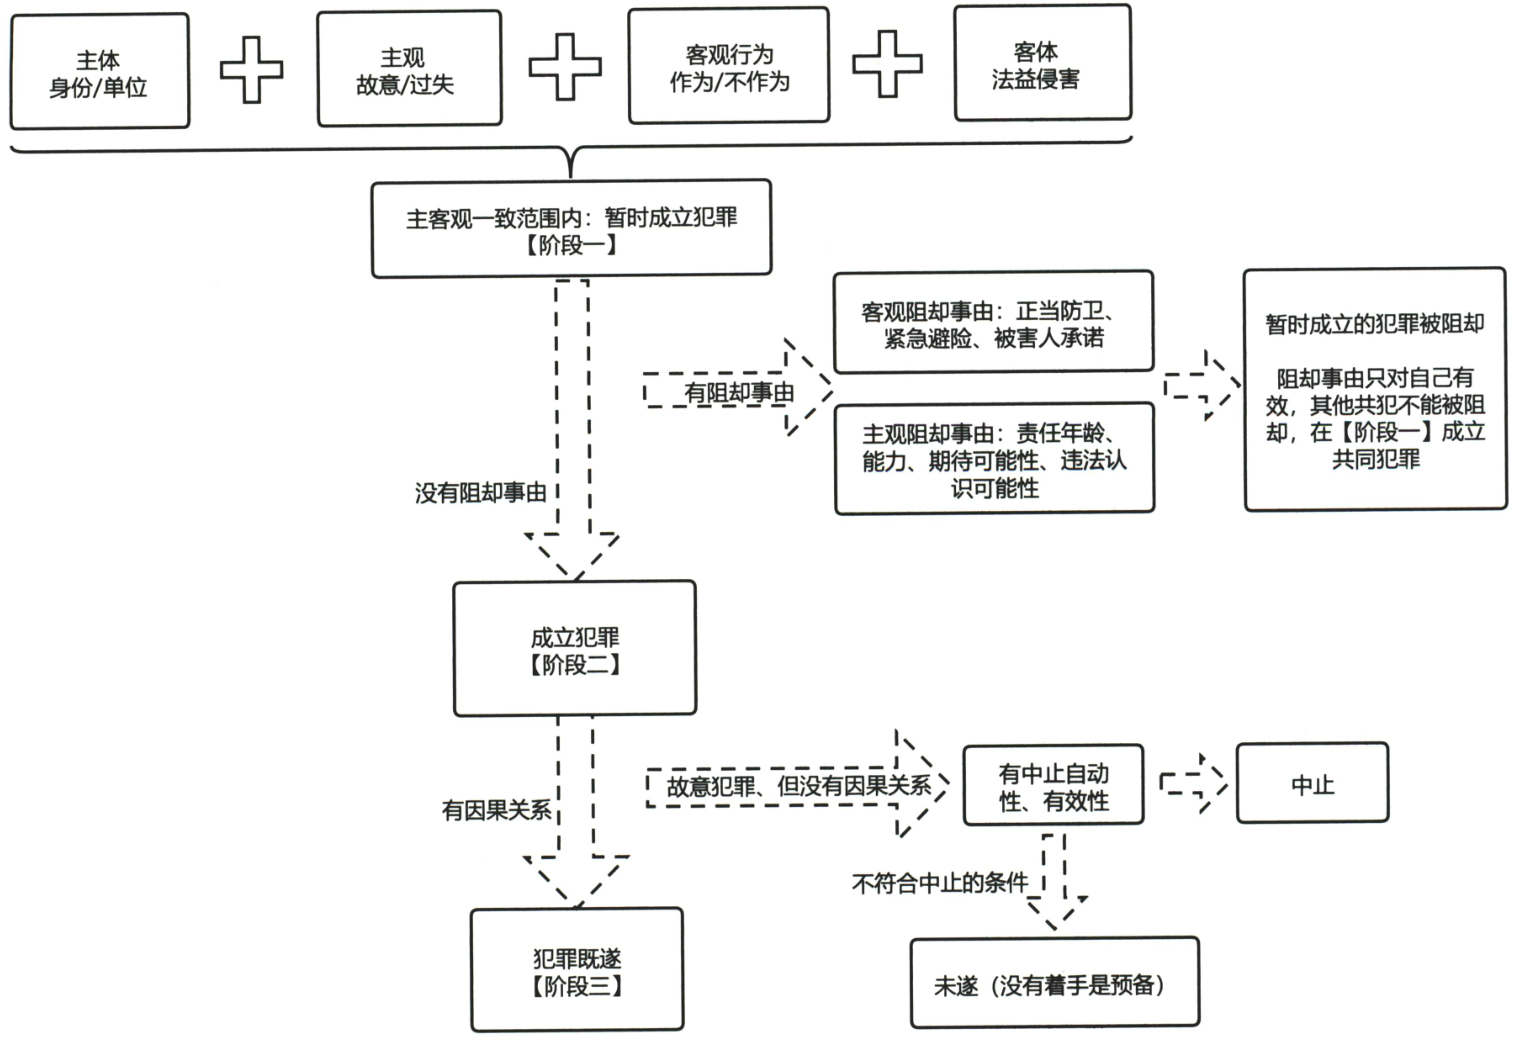 主体
身份/单位
主观
故意/过失
客观行为
作为/不作为
客体
法益侵害
主客观一致范围内：暂时成立犯罪
【阶段一】
有阻却事由
客观阻却事由：正当防卫、
紧急避险、被害人承诺
主观阻却事由：责任年龄、
能力、期待可能性、违法认
识可能性
暂时成立的犯罪被阻却
阻却事由只对自己有
效，其他共犯不能被阻
却，在【阶段一】成立
共同犯罪
没有阻却事由
成立犯罪
【阶段二】
有因果关系
故意犯罪、但没有因果关系
有中止自动
性、有效性
中止
不符合中止的条件
犯罪既遂
【阶段三】
未遂（没有着手是预备）